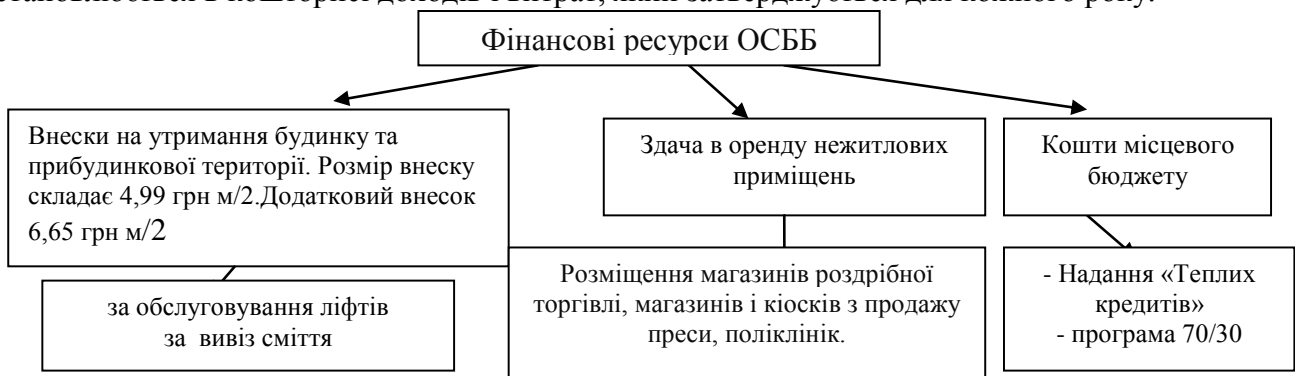 Фінансові ресурси ОСББ
Внески на утримання будинку та
прибудинкової території. Розмір внеску
складає 4,99 грн м/2.Додатковий внесок
6,65 грн м/2
Здача в оренду нежитлових
приміщень
Кошти місцевого
бюджету
за обслуговування ліфтів
за вивіз сміття
Розміщення магазинів роздрібної
торгівлі, магазинів і кіосків з продажу
преси, поліклінік.
- Надання «Теплих
кредитів»
- програма 70/30